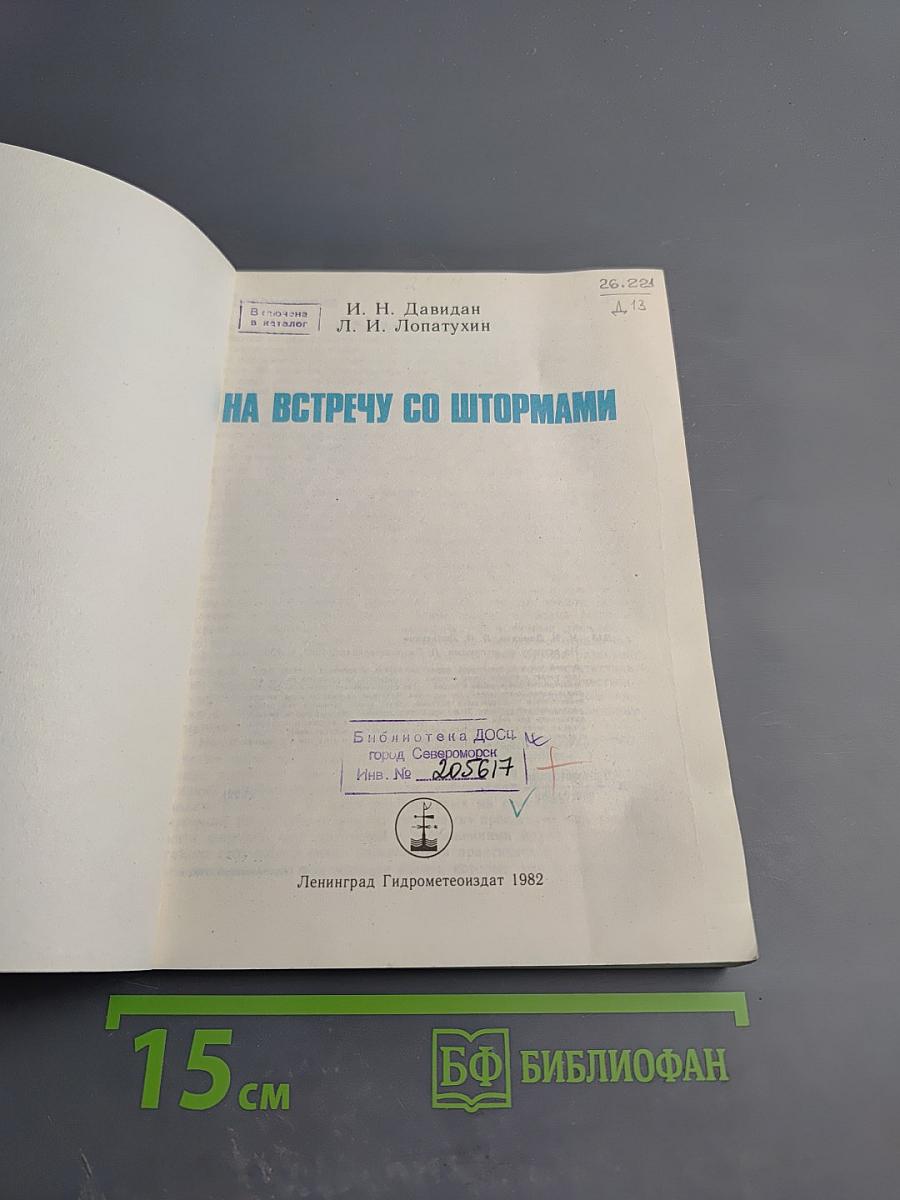 Включена
в каталог
И. Н. Давидан
Л. И. Лопатухин
26.221
Д 13
НА ВСТРЕЧУ СО ШТОРМАМИ
Библиотека ДОСц.
город Североморск
Инв. № 205617
Ленинград Гидрометеоиздат 1982
15 см
БФ БИБЛИОФАН